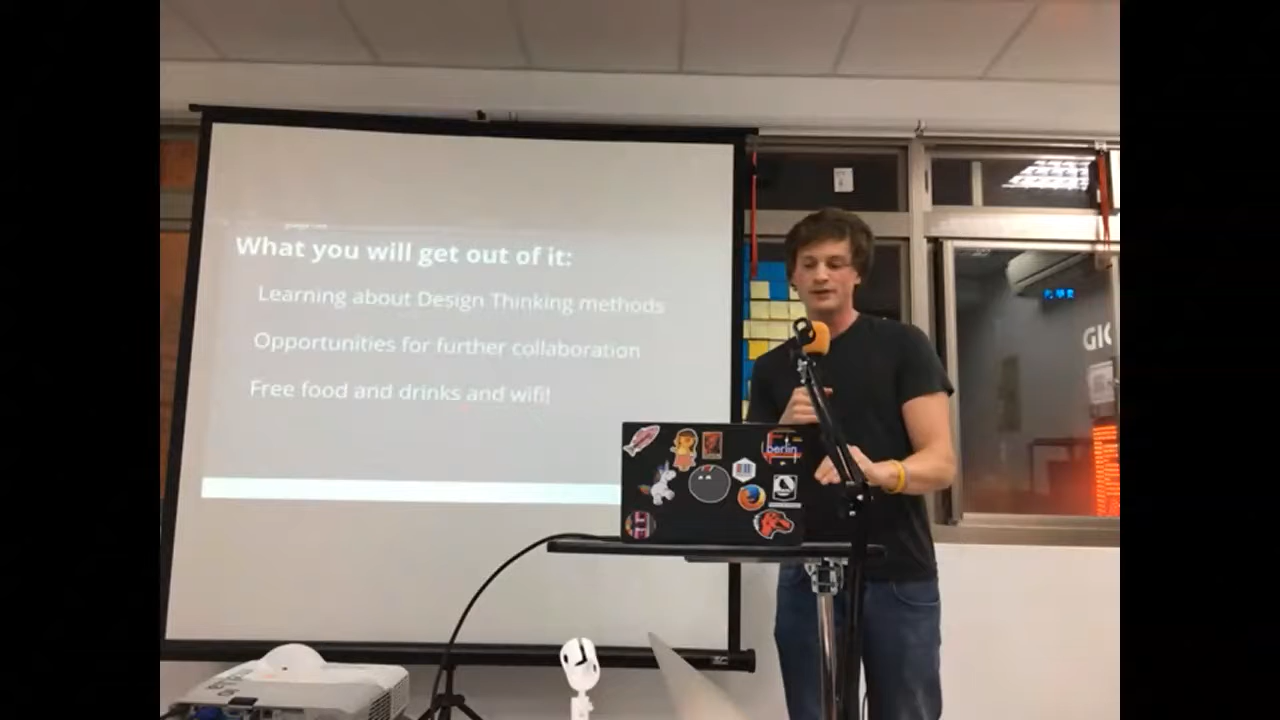 What you will get out of it:
Learning about Design Thinking methods
Opportunities for further collaboration
Free food and drinks and wifi!
berlin
GIC